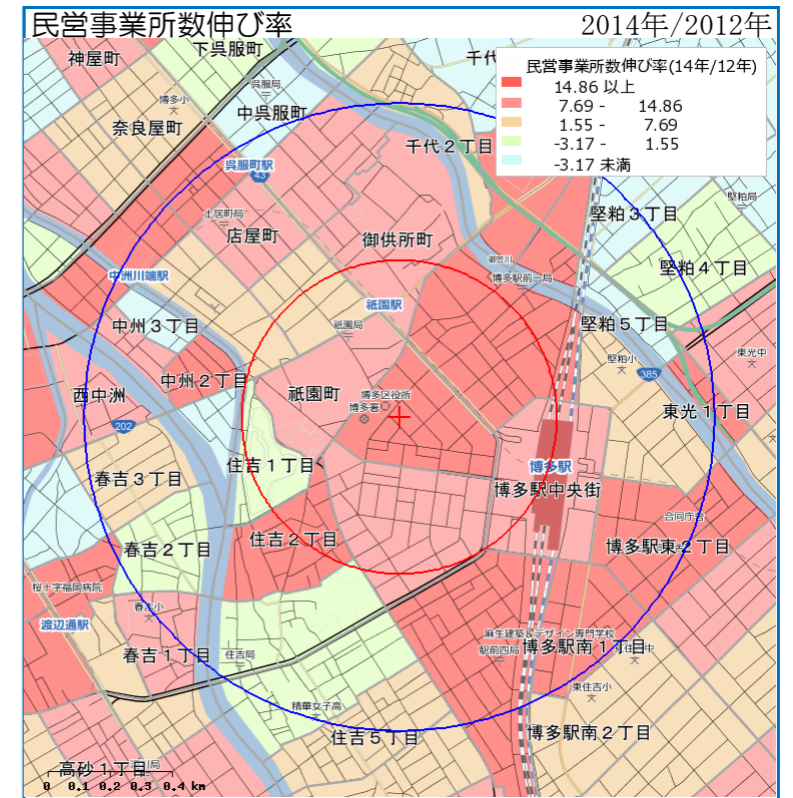 民営事業所数伸び率
2014年/2012年
神屋町
下呉服町
千代
民営事業所数伸び率(14年/12年)
14.86 以上
7.69 - 14.86
1.55 - 7.69
-3.17 - 1.55
-3.17 未満
呉服局
博多小
中呉服町
奈良屋町
千代2丁目
呉服町駅
43
堅粕局
土居町局
堅粕3丁目
店屋町
御供所町
御笠川
堅粕4丁目
中洲川端駅
博多駅前一局
祇園駅
中州3丁目
祇園局
堅粕5丁目
東光中
堅粕小
385
中州2丁目
西中洲
祇園町
博多区役所
博多署
東光1丁目
202
住吉1丁目
博多駅
春吉3丁目
博多駅中央街
合同庁舎
住吉2丁目
春吉2丁目
博多駅東2丁目
桜十字福岡病院
春吉小
渡辺通駅
麻生建築&デザイン専門学校
駅前四局
博多駅南1丁目
春吉1丁目
住吉局
東住吉小
精華女子高
住吉5丁目
博多駅南2丁目
高砂1丁目
0 0.1 0.2 0.3 0.4 km